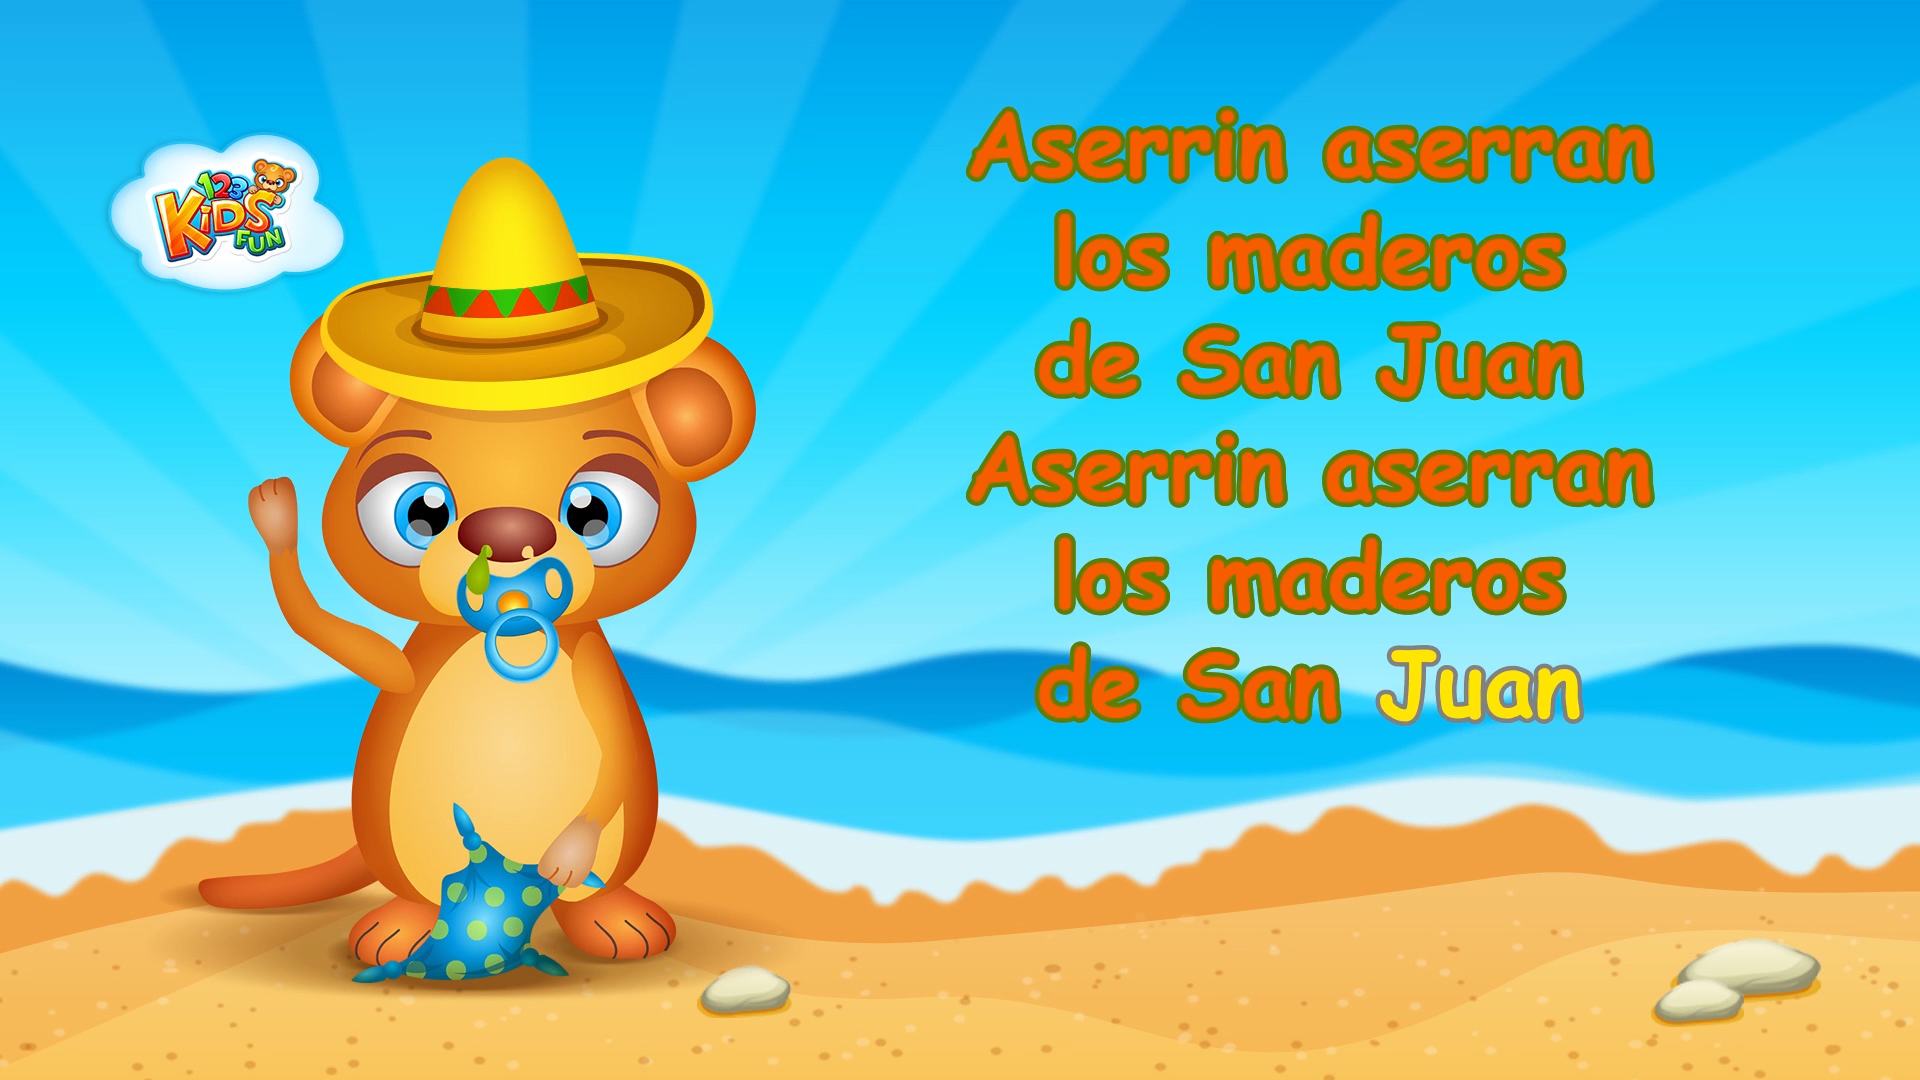 123
KiDS
FUN
Aserrin aserran
los maderos
de San Juan
Aserrin aserran
los maderos
de San Juan